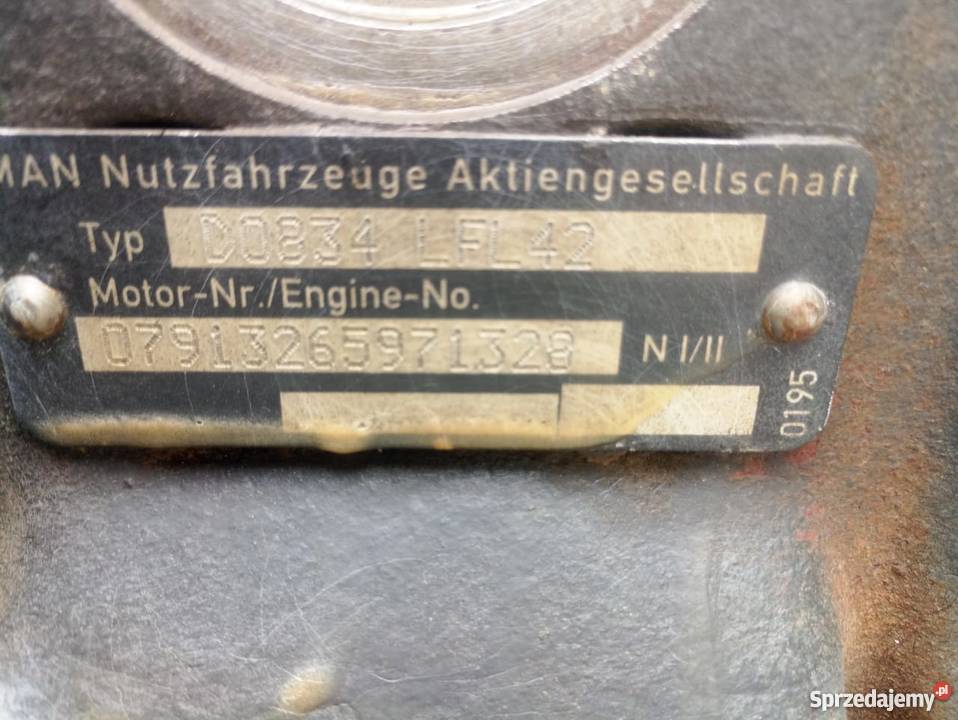 MAN Nutzfahrzeuge Aktiengesellschaft
Typ D0834 LFL42
Motor-Nr./Engine-No.
07913265971328 N I/II
0195
Sprzedajemy.pl